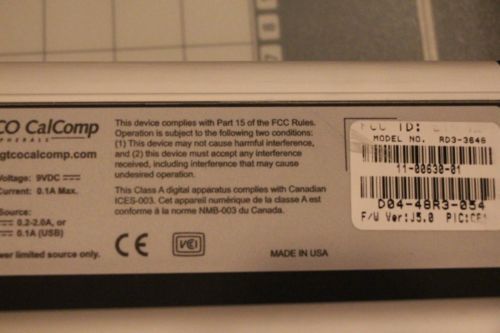 CO CalComp
PHERALS
gtcocalcomp.com
Voltage: 9VDC
Current: 0.1A Max.
Source:
0.2-2.0A, or
0.1A (USB)
wer limited source only.
This device complies with Part 15 of the FCC Rules.
Operation is subject to the following two conditions:
(1) This device may not cause harmful interference,
and (2) this device must accept any interference
received, including interference that may cause
undesired operation.
This Class A digital apparatus complies with Canadian
ICES-003. Cet appareil numérique de la classe A est
conforme à la norme NMB-003 du Canada.
CE
VCI
MADE IN USA
FCC ID:
MODEL NO. RD3-3646
11-00630-01
D04-48R3-054
F/W Ver:J5.0 PIC: